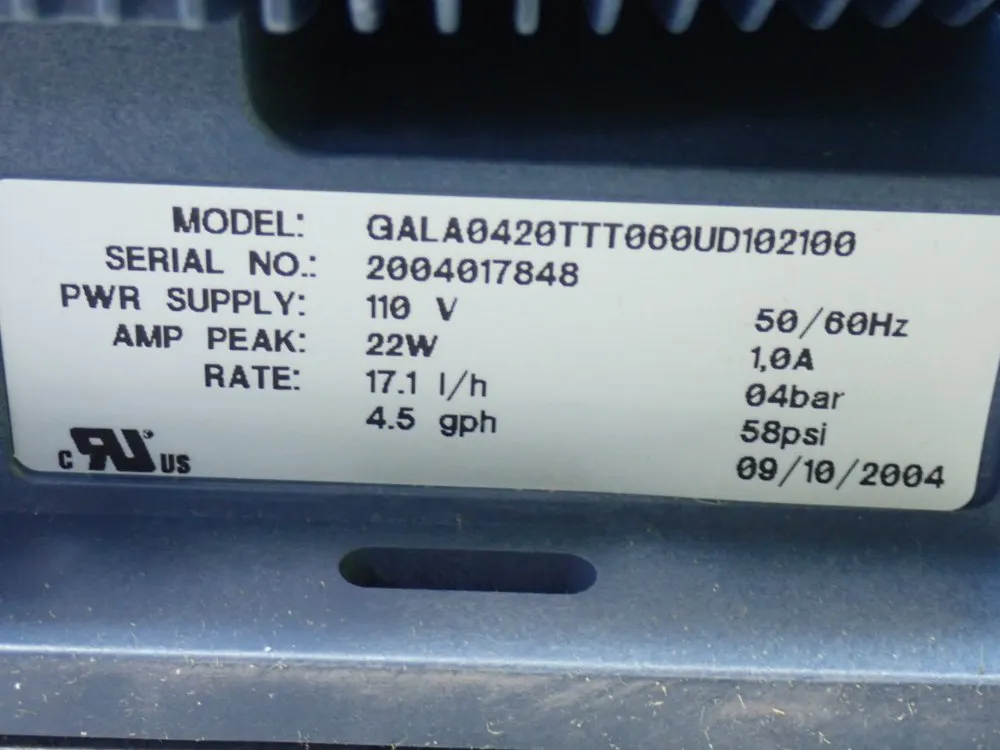 MODEL: GALA0420TTT060UD102100
SERIAL NO.: 2004017848
PWR SUPPLY: 110 V 50/60Hz
AMP PEAK: 22W 1,0A
RATE: 17.1 l/h 04bar
4.5 gph 58psi
c RU US 09/10/2004